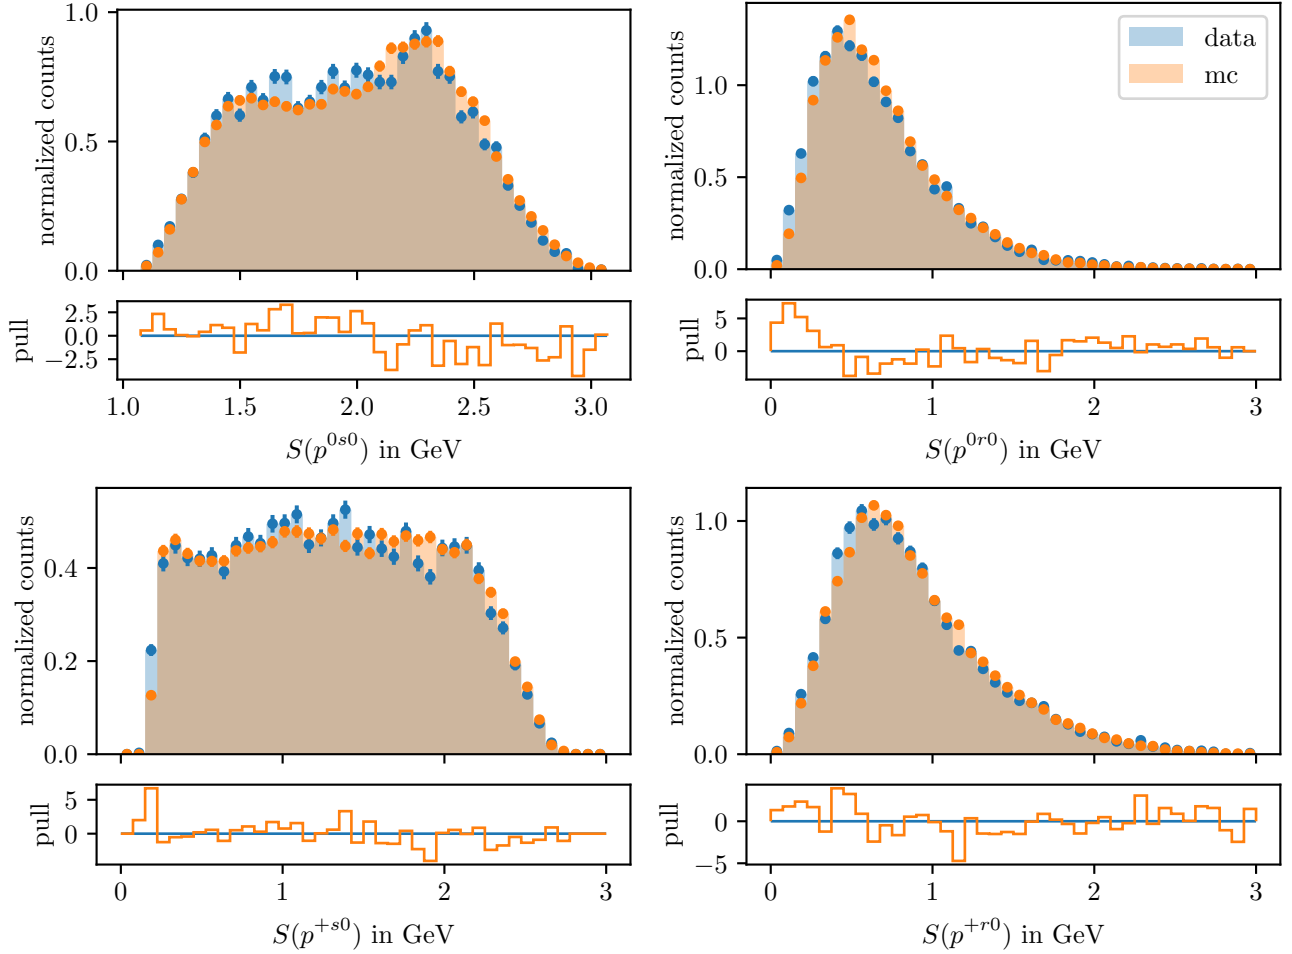 normalized counts
1.0
0.5
0.0
pull
2.5
0.0
−2.5
1.0
1.5
2.0
2.5
3.0
S(p^{0s0}) in GeV
normalized counts
1.0
0.5
0.0
data
mc
pull
5
0
0
1
2
3
S(p^{0r0}) in GeV
normalized counts
0.4
0.2
0.0
pull
5
0
0
1
2
3
S(p^{+s0}) in GeV
normalized counts
1.0
0.5
0.0
pull
0
−5
0
1
2
3
S(p^{+r0}) in GeV